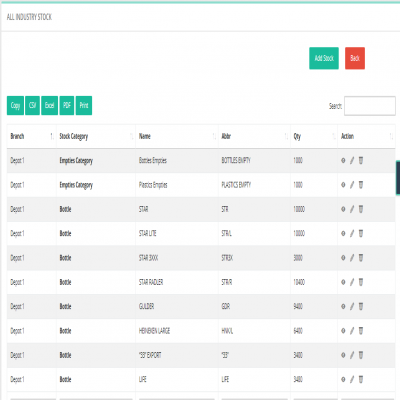 ALL INDUSTRY STOCK
Add Stock Back
Copy CSV Excel PDF Print Search:
Branch Stock Category Name Abbr Qty Action
Depot 1 Empties Category Bottles Empties BOTTLES EMPTY 1000
Depot 1 Empties Category Plastics Empties PLASTICS EMPTY 1000
Depot 1 Bottle STAR STR 10000
Depot 1 Bottle STAR LITE STR/L 10000
Depot 1 Bottle STAR 3XXX STR3X 3000
Depot 1 Bottle STAR RADLER STR/R 10400
Depot 1 Bottle GULDER GDR 9400
Depot 1 Bottle HEINEKEN LARGE HNK/L 6400
Depot 1 Bottle "33" EXPORT "33" 3400
Depot 1 Bottle LIFE LIFE 3400